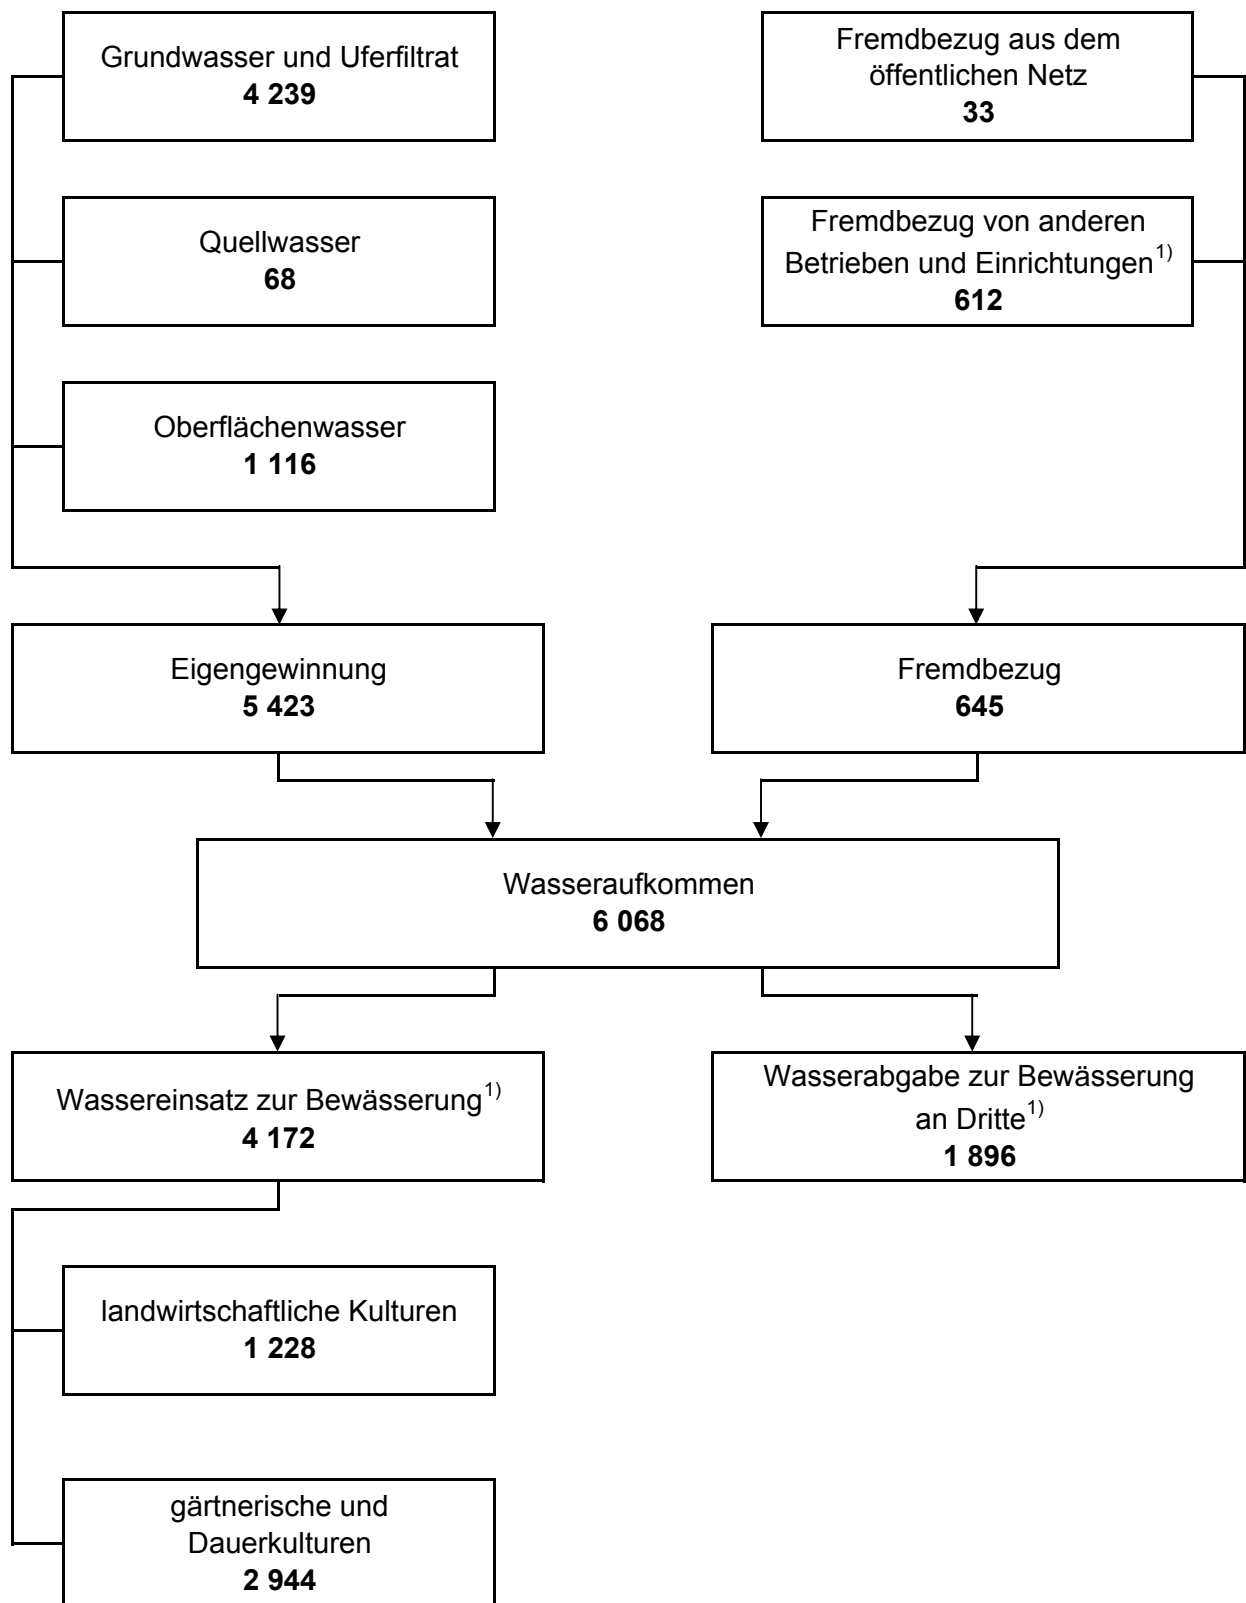 Grundwasser und Uferfiltrat
4 239
Fremdbezug aus dem
öffentlichen Netz
33
Quellwasser
68
Fremdbezug von anderen
Betrieben und Einrichtungen1)
612
Oberflächenwasser
1 116
Eigengewinnung
5 423
Fremdbezug
645
Wasseraufkommen
6 068
Wassereinsatz zur Bewässerung1)
4 172
Wasserabgabe zur Bewässerung
an Dritte1)
1 896
landwirtschaftliche Kulturen
1 228
gärtnerische und
Dauerkulturen
2 944